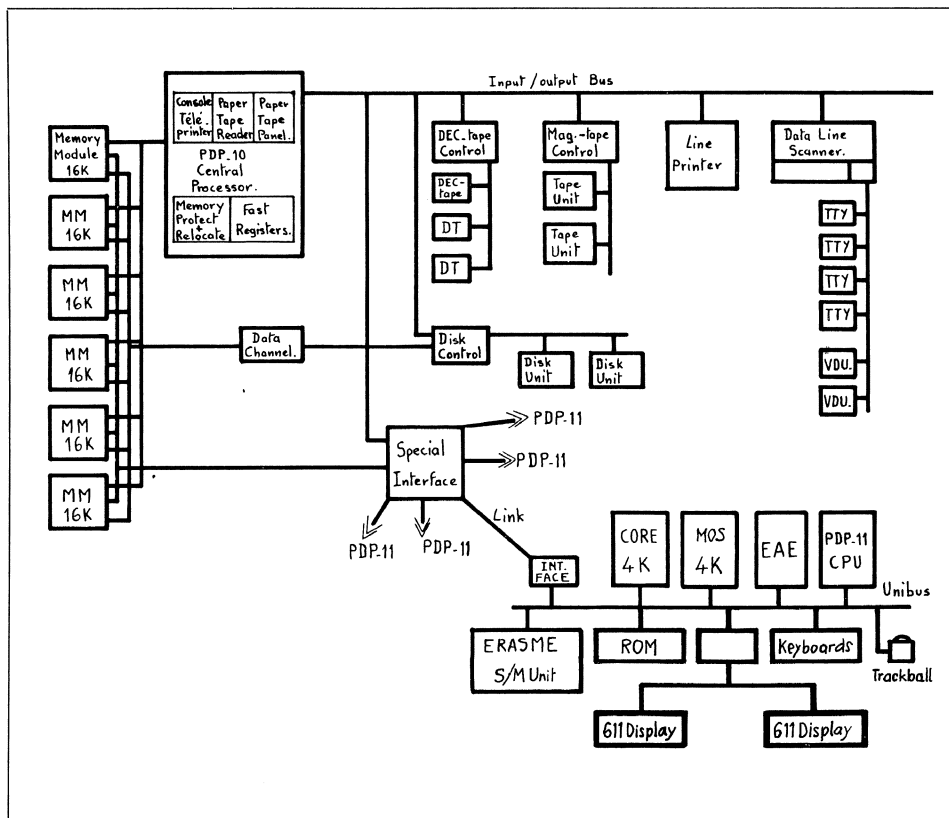 Input/output Bus
Console
Télé.
printer
Paper
Tape
Reader
Paper
Tape
Panel.
PDP-10
Central
Processor.
Memory
Protect
+
Relocate
Fast
Registers.
Memory
Module
16K
MM
16K
MM
16K
MM
16K
MM
16K
MM
16K
DEC-tape
Control
DEC-
tape
DT
DT
Mag.-tape
Control
Tape
Unit
Tape
Unit
Line
Printer
Data Line
Scanner.
TTY
TTY
TTY
TTY
VDU.
VDU.
Data
Channel.
Disk
Control
Disk
Unit
Disk
Unit
Special
Interface
PDP-11
PDP-11
PDP-11
PDP-11
Link
INT.
FACE
CORE
4K
MOS
4K
EAE
PDP-11
CPU
Unibus
ERASME
S/M Unit
ROM
Keyboards
Trackball
611 Display
611 Display